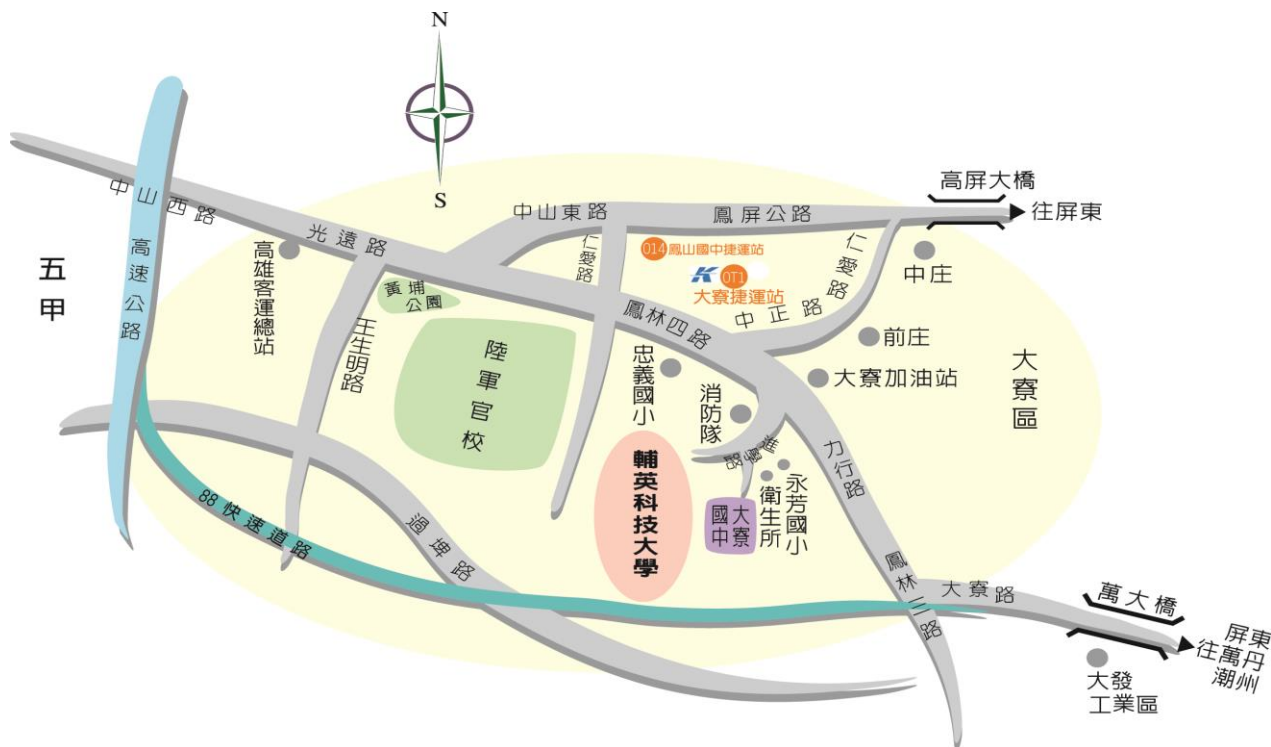 N
S
高屏大橋
往屏東
中山西路
中山東路
鳳屏公路
光遠路
仁愛路
O14鳳山國中捷運站
仁愛路
中庄
五甲
高速公路
高雄客運總站
黃埔
公園
K OT1
大寮捷運站
中正路
王生明路
鳳林四路
前庄
大寮區
陸軍官校
忠義國小
大寮加油站
消防隊
進學路
力行路
輔英科技大學
永芳國小
衛生所
大寮
國中
88快速道路
過埤路
鳳林三路
大寮路
萬大橋
屏東
往萬丹
潮州
大發
工業區